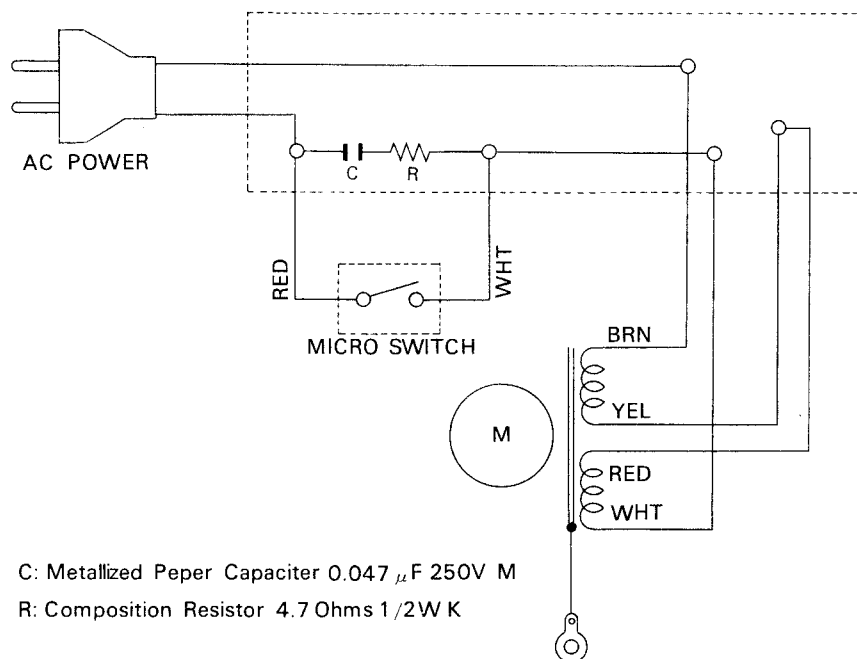 AC POWER
C
R
RED
WHT
MICRO SWITCH
BRN
YEL
M
RED
WHT
C: Metallized Peper Capaciter 0.047 μF 250V M
R: Composition Resistor 4.7 Ohms 1/2W K